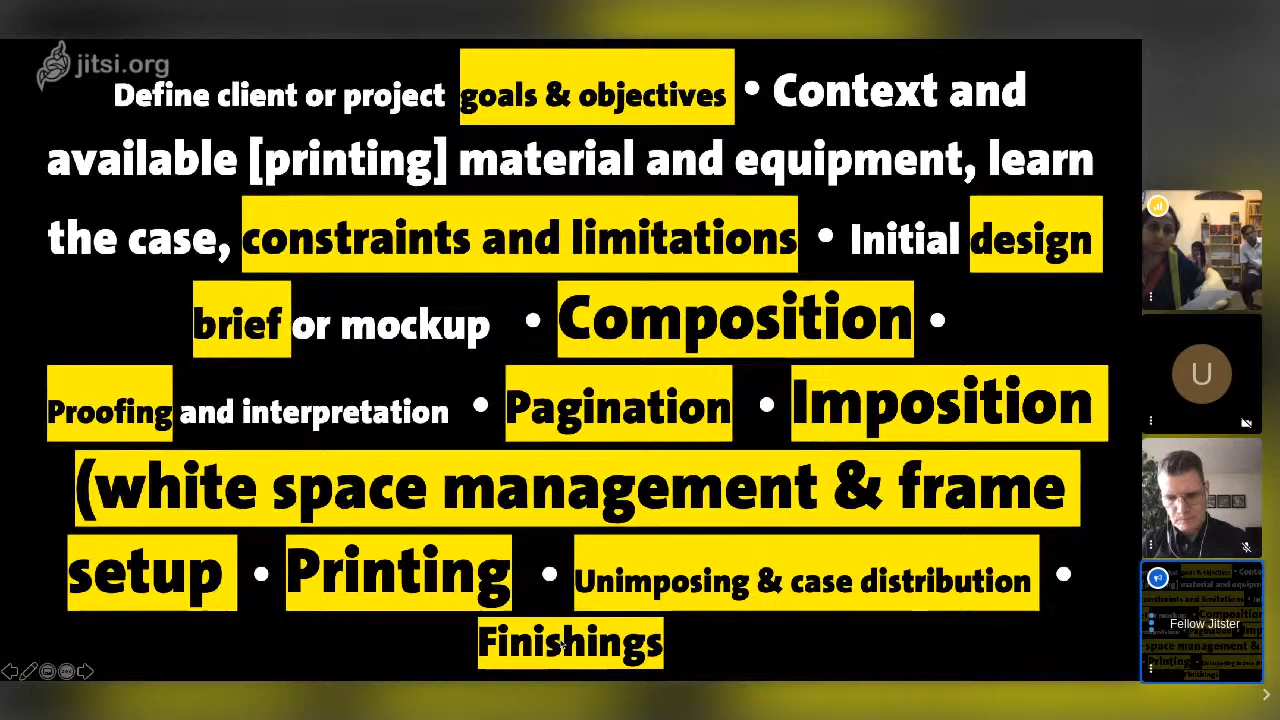 jitsi.org
Define client or project goals & objectives • Context and
available [printing] material and equipment, learn
the case, constraints and limitations • Initial design
brief or mockup • Composition •
Proofing and interpretation • Pagination • Imposition
(white space management & frame
setup • Printing • Unimposing & case distribution •
Finishings
U
Fellow Jitster